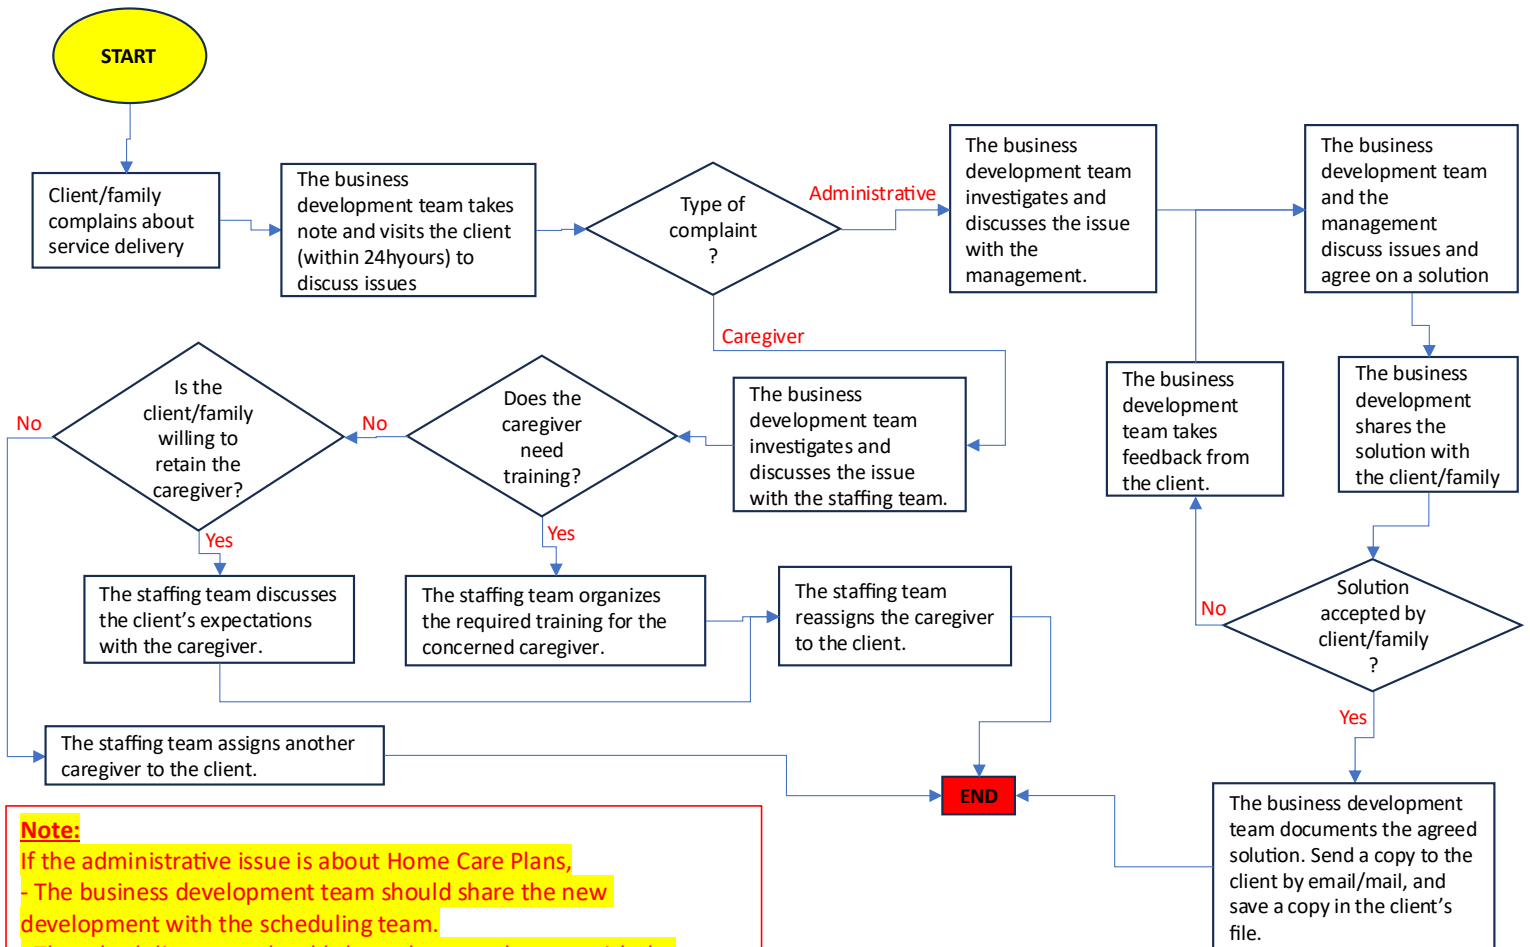 START
Client/family
complains about
service delivery
The business
development team takes
note and visits the client
(within 24hyours) to
discuss issues
Type of
complaint
?
Administrative
The business
development team
investigates and
discusses the issue
with the
management.
The business
development team
and the
management
discuss issues and
agree on a solution
Caregiver
The business
development team
investigates and
discusses the issue
with the staffing team.
Does the
caregiver
need
training?
No
Is the
client/family
willing to
retain the
caregiver?
No
Yes
Yes
The business
development
team takes
feedback from
the client.
The business
development
shares the
solution with
the client/family
The staffing team discusses
the client’s expectations
with the caregiver.
The staffing team organizes
the required training for the
concerned caregiver.
The staffing team
reassigns the caregiver
to the client.
No
Solution
accepted by
client/family
?
Yes
The staffing team assigns another
caregiver to the client.
END
The business development
team documents the agreed
solution. Send a copy to the
client by email/mail, and
save a copy in the client’s
file.
Note:
If the administrative issue is about Home Care Plans,
- The business development team should share the new
development with the scheduling team.